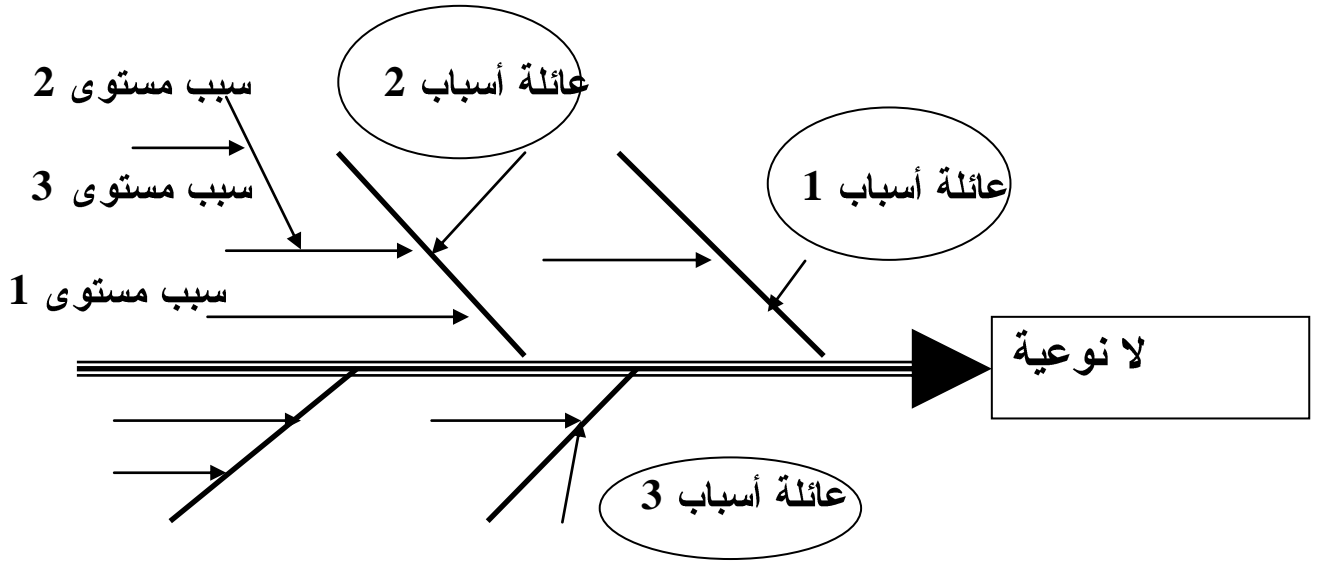 عائلة أسباب 2
سبب مستوى 2
عائلة أسباب 1
سبب مستوى 3
سبب مستوى 1
لا نوعية
عائلة أسباب 3